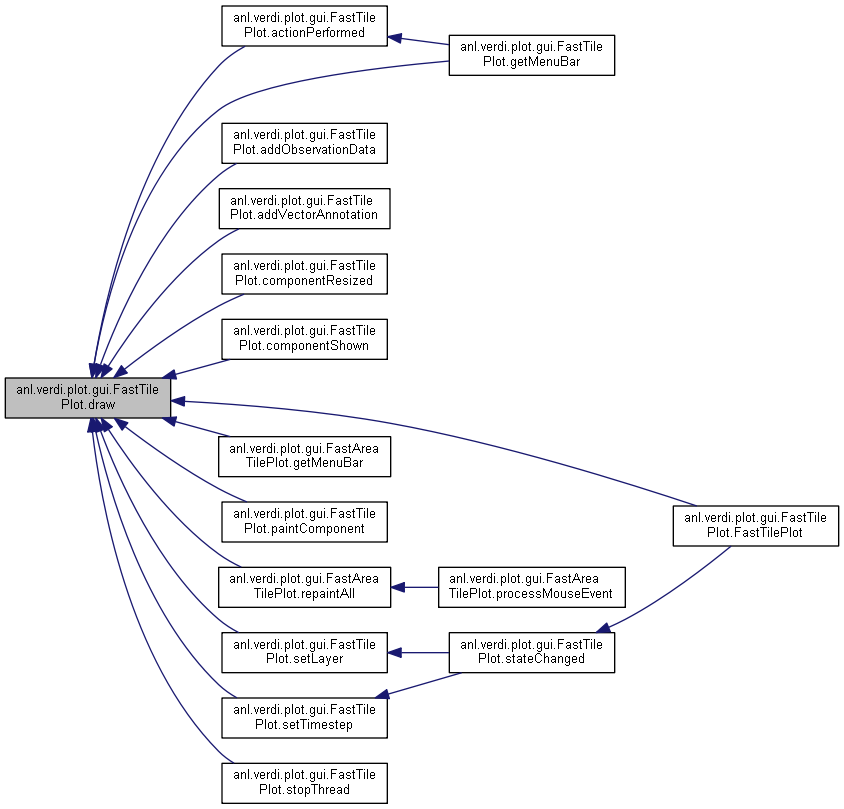 anl.verdi.plot.gui.FastTile
Plot.actionPerformed
anl.verdi.plot.gui.FastTile
Plot.getMenuBar
anl.verdi.plot.gui.FastTile
Plot.addObservationData
anl.verdi.plot.gui.FastTile
Plot.addVectorAnnotation
anl.verdi.plot.gui.FastTile
Plot.componentResized
anl.verdi.plot.gui.FastTile
Plot.componentShown
anl.verdi.plot.gui.FastTile
Plot.draw
anl.verdi.plot.gui.FastArea
TilePlot.getMenuBar
anl.verdi.plot.gui.FastTile
Plot.paintComponent
anl.verdi.plot.gui.FastTile
Plot.FastTilePlot
anl.verdi.plot.gui.FastArea
TilePlot.repaintAll
anl.verdi.plot.gui.FastArea
TilePlot.processMouseEvent
anl.verdi.plot.gui.FastTile
Plot.setLayer
anl.verdi.plot.gui.FastTile
Plot.stateChanged
anl.verdi.plot.gui.FastTile
Plot.setTimestep
anl.verdi.plot.gui.FastTile
Plot.stopThread